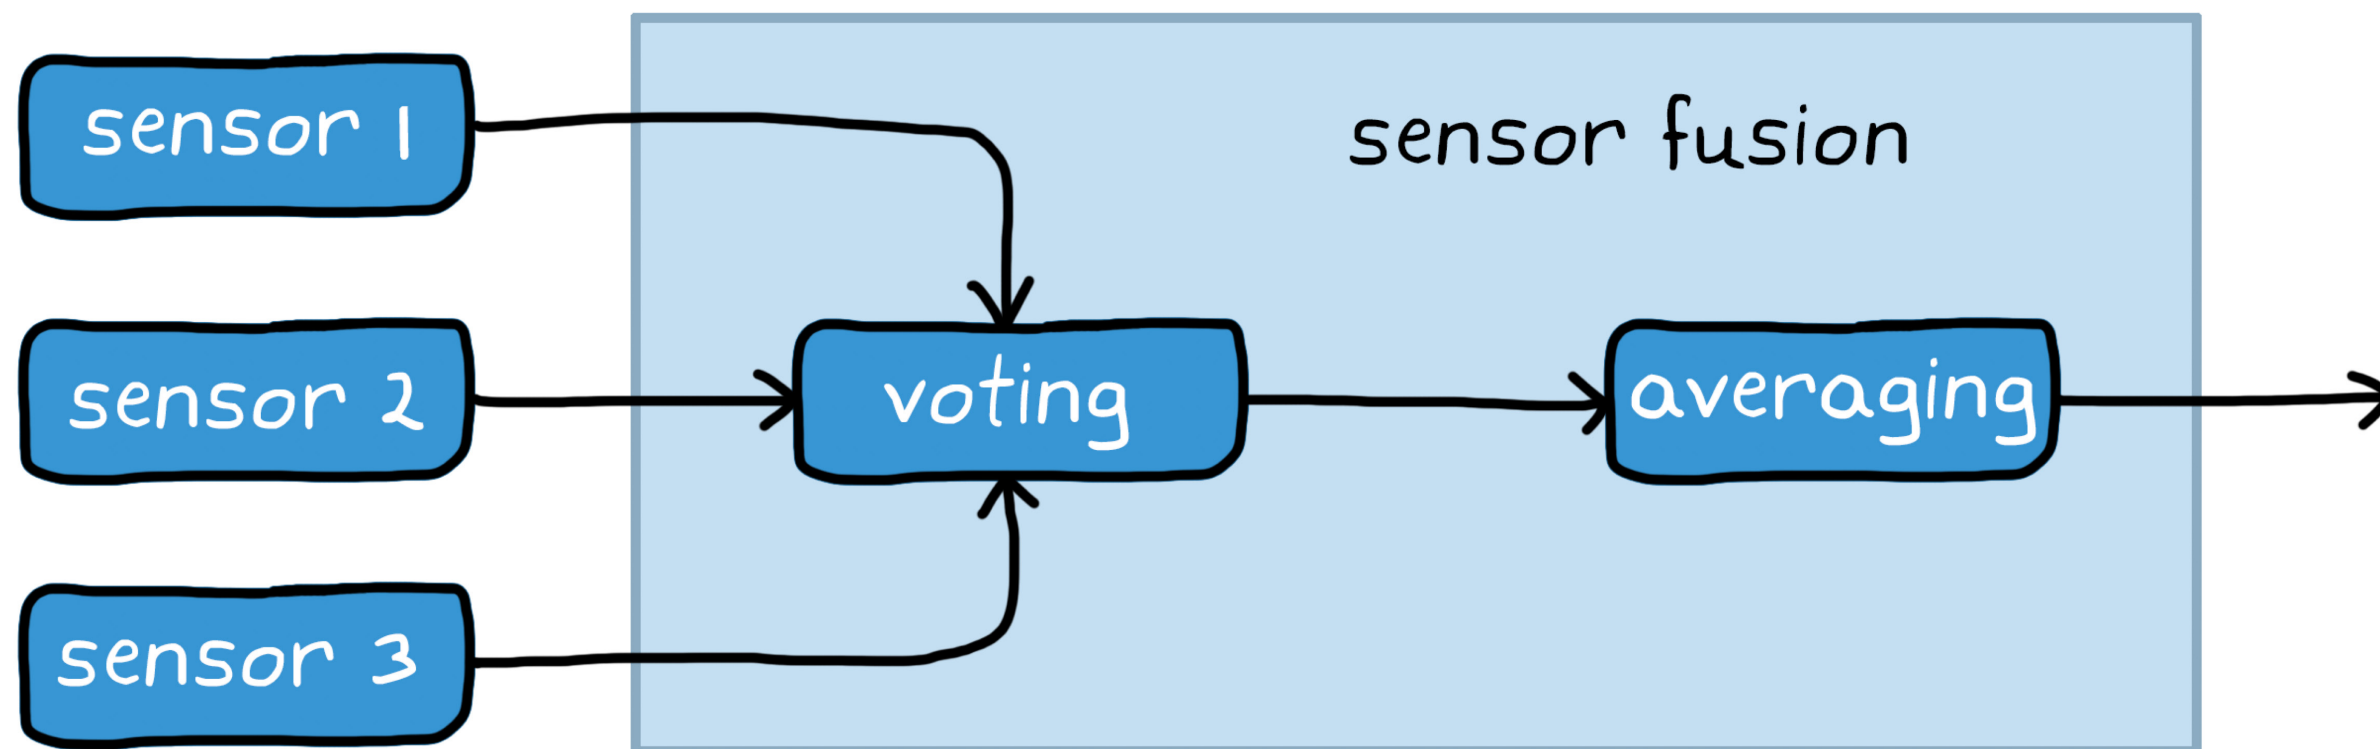 sensor 1
sensor fusion
sensor 2
voting
averaging
sensor 3